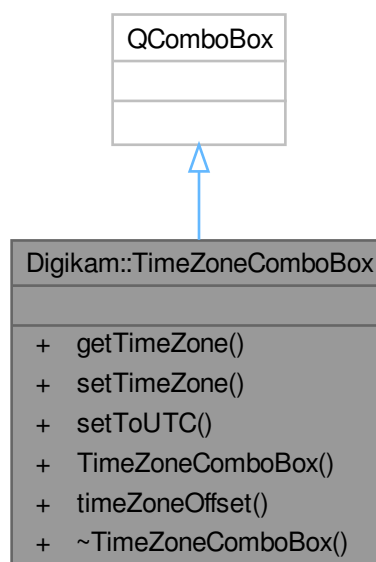 QComboBox
Digikam::TimeZoneComboBox
+ getTimeZone()
+ setTimeZone()
+ setToUTC()
+ TimeZoneComboBox()
+ timeZoneOffset()
+ ~TimeZoneComboBox()